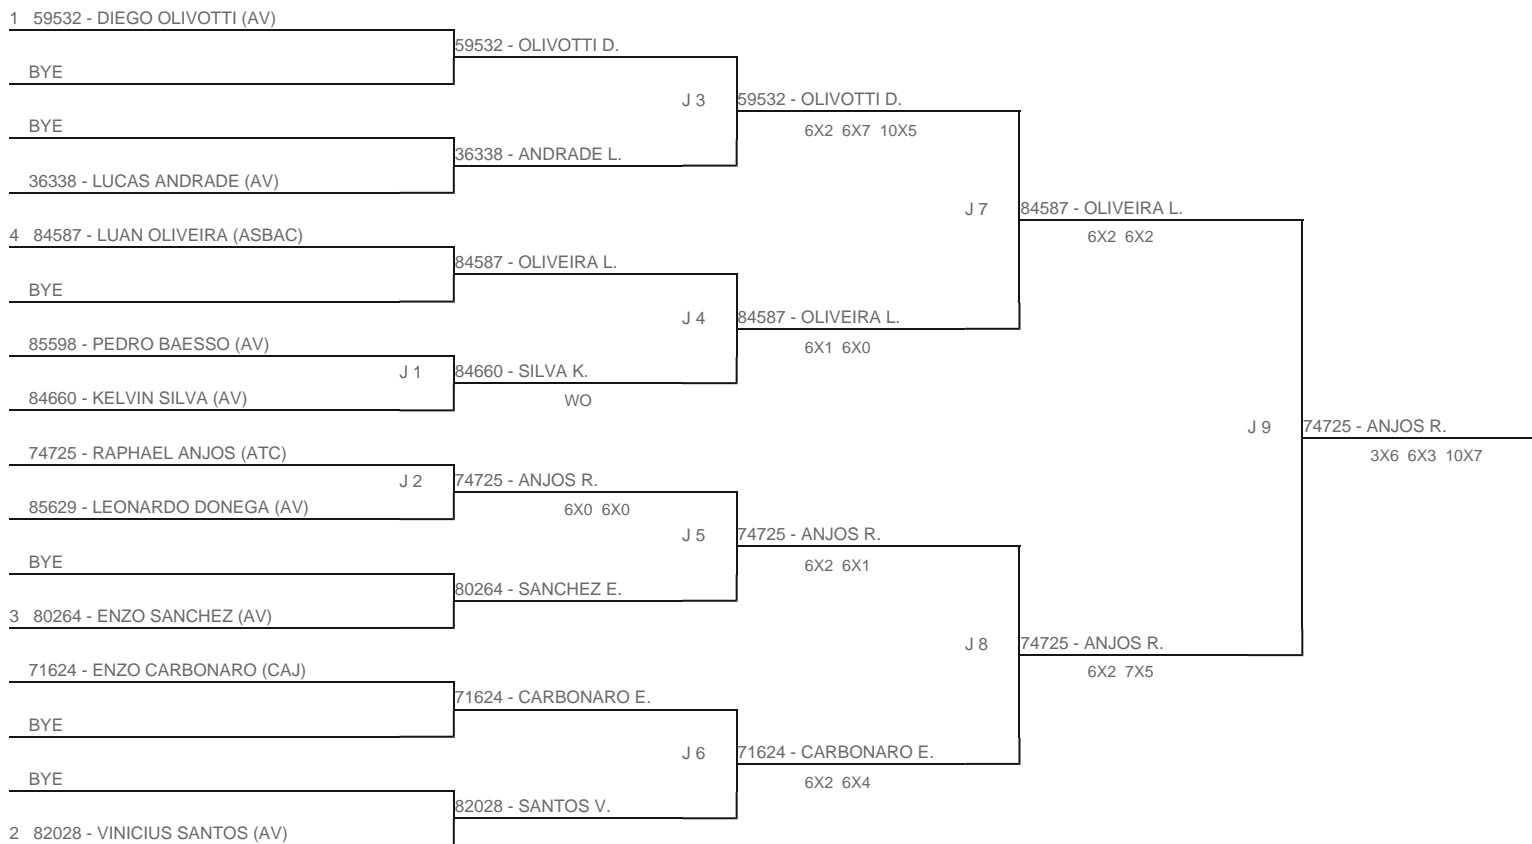 1 59532 - DIEGO OLIVOTTI (AV)
59532 - OLIVOTTI D.
BYE
J 3
59532 - OLIVOTTI D.
6X2 6X7 10X5
BYE
36338 - ANDRADE L.
36338 - LUCAS ANDRADE (AV)
J 7
84587 - OLIVEIRA L.
6X2 6X2
4 84587 - LUAN OLIVEIRA (ASBAC)
84587 - OLIVEIRA L.
BYE
J 4
84587 - OLIVEIRA L.
6X1 6X0
85598 - PEDRO BAESSO (AV)
J 1
84660 - SILVA K.
WO
84660 - KELVIN SILVA (AV)
J 9
74725 - ANJOS R.
3X6 6X3 10X7
74725 - RAPHAEL ANJOS (ATC)
J 2
74725 - ANJOS R.
6X0 6X0
85629 - LEONARDO DONEGA (AV)
J 5
74725 - ANJOS R.
6X2 6X1
BYE
80264 - SANCHEZ E.
3 80264 - ENZO SANCHEZ (AV)
J 8
74725 - ANJOS R.
6X2 7X5
71624 - ENZO CARBONARO (CAJ)
71624 - CARBONARO E.
BYE
J 6
71624 - CARBONARO E.
6X2 6X4
BYE
82028 - SANTOS V.
2 82028 - VINICIUS SANTOS (AV)